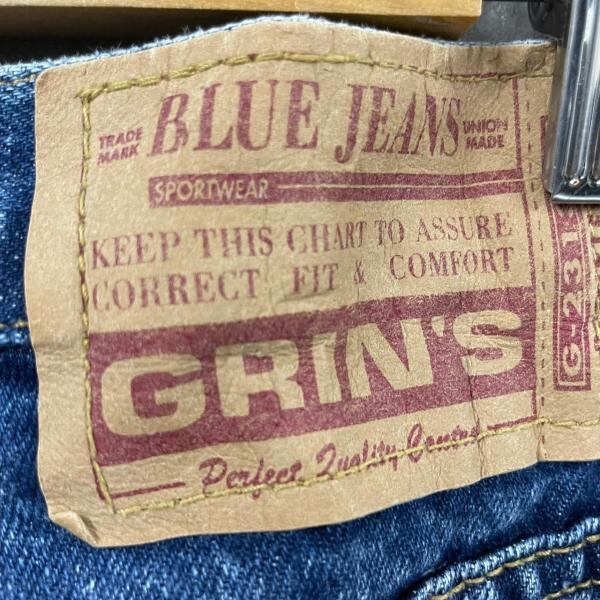 TRADE MARK
BLUE JEANS
UNION MADE
SPORTWEAR
KEEP THIS CHART TO ASSURE
CORRECT FIT & COMFORT
GRIN'S
Perfect Quality Control
G-231